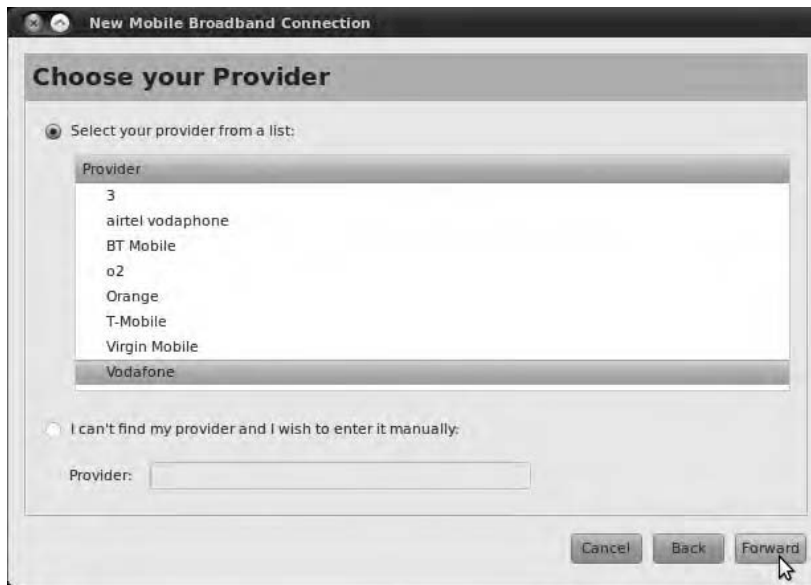 New Mobile Broadband Connection
Choose your Provider
Select your provider from a list:
Provider
3
airtel vodaphone
BT Mobile
o2
Orange
T-Mobile
Virgin Mobile
Vodafone
I can't find my provider and I wish to enter it manually:
Provider:
Cancel Back Forward